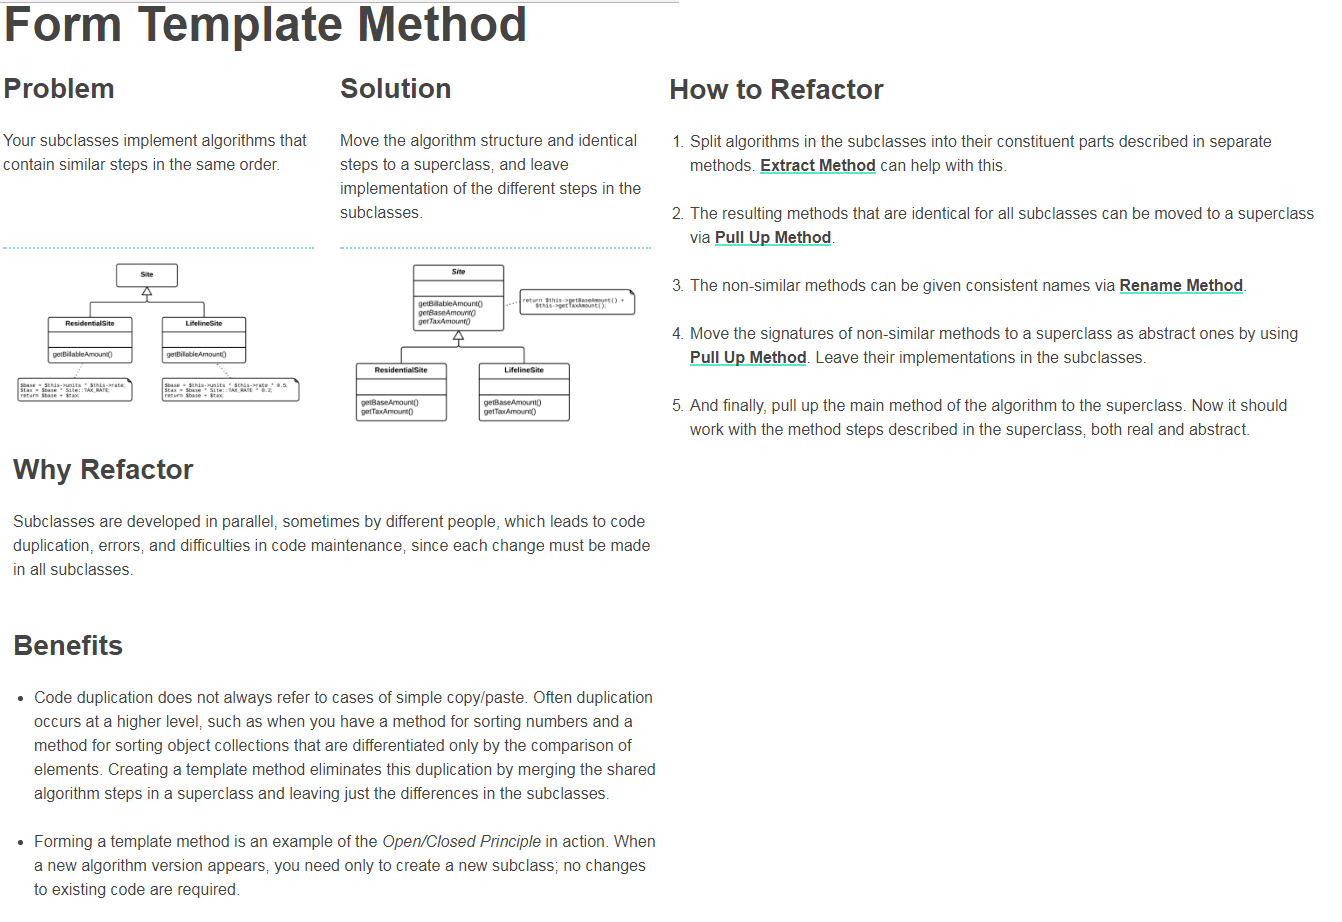 Form Template Method
Problem
Your subclasses implement algorithms that
contain similar steps in the same order.
Site
ResidentialSite
getBillableAmount()
LifelineSite
getBillableAmount()
$base = $this->units * $this->rate;
$tax = $base * Site::TAX_RATE;
return $base + $tax;
$base = $this->units * $this->rate * 0.5;
$tax = $base * Site::TAX_RATE * 0.2;
return $base + $tax;
Solution
Move the algorithm structure and identical
steps to a superclass, and leave
implementation of the different steps in the
subclasses.
Site
getBillableAmount()
getBaseAmount()
getTaxAmount()
return $this->getBaseAmount() +
$this->getTaxAmount();
ResidentialSite
getBaseAmount()
getTaxAmount()
LifelineSite
getBaseAmount()
getTaxAmount()
Why Refactor
Subclasses are developed in parallel, sometimes by different people, which leads to code
duplication, errors, and difficulties in code maintenance, since each change must be made
in all subclasses.
Benefits
• Code duplication does not always refer to cases of simple copy/paste. Often duplication
occurs at a higher level, such as when you have a method for sorting numbers and a
method for sorting object collections that are differentiated only by the comparison of
elements. Creating a template method eliminates this duplication by merging the shared
algorithm steps in a superclass and leaving just the differences in the subclasses.
• Forming a template method is an example of the Open/Closed Principle in action. When
a new algorithm version appears, you need only to create a new subclass; no changes
to existing code are required.
How to Refactor
1. Split algorithms in the subclasses into their constituent parts described in separate
methods. Extract Method can help with this.
2. The resulting methods that are identical for all subclasses can be moved to a superclass
via Pull Up Method.
3. The non-similar methods can be given consistent names via Rename Method.
4. Move the signatures of non-similar methods to a superclass as abstract ones by using
Pull Up Method. Leave their implementations in the subclasses.
5. And finally, pull up the main method of the algorithm to the superclass. Now it should
work with the method steps described in the superclass, both real and abstract.